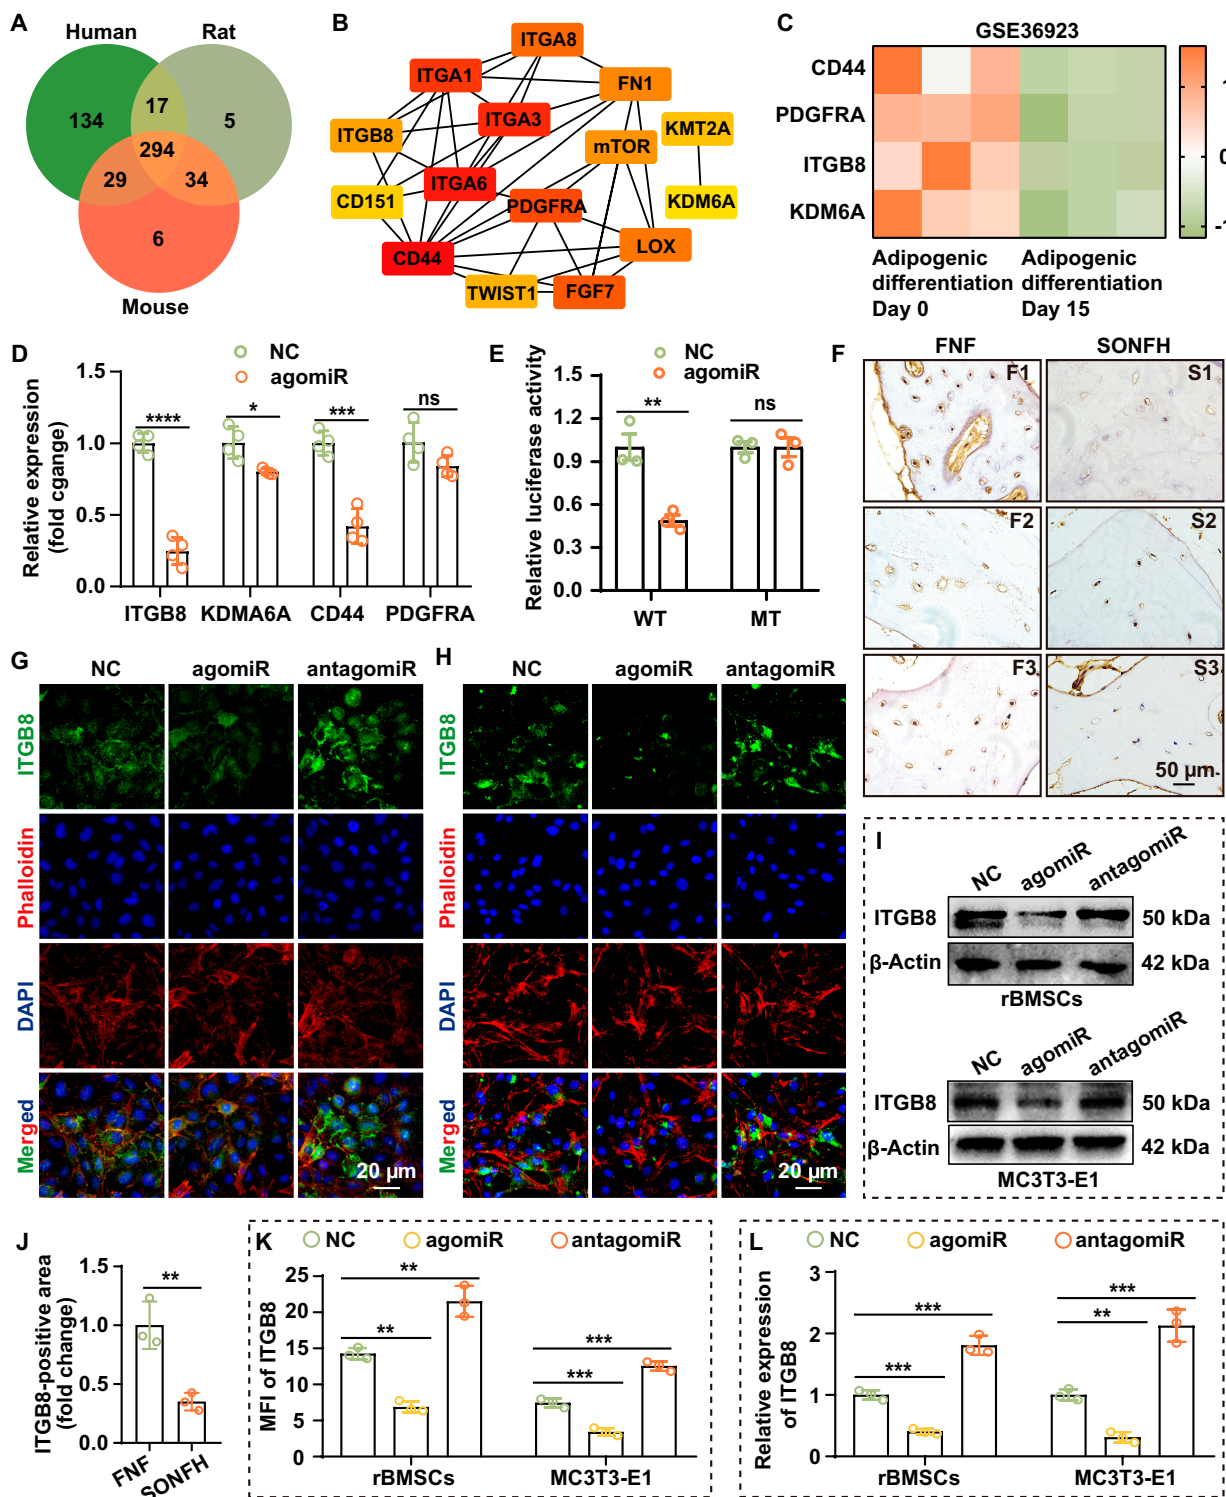 A
Human
Rat
134
17
5
294
29
34
6
Mouse
B
ITGA8
ITGA1
FN1
ITGA3
KMT2A
ITGB8
mTOR
ITGA6
CD151
PDGFRA
KDM6A
CD44
LOX
TWIST1
FGF7
C
GSE36923
CD44
PDGFRA
ITGB8
KDM6A
1
0
-1
Adipogenic
differentiation
Day 0
Adipogenic
differentiation
Day 15
D
NC
agomiR
Relative expression
(fold cgange)
1.5
1.0
0.5
0.0
****
*
***
ns
ITGB8
KDMA6A
CD44
PDGFRA
E
NC
agomiR
Relative luciferase activity
1.5
1.2
0.9
0.6
0.3
0.0
**
ns
WT
MT
F
FNF
SONFH
F1
S1
F2
S2
F3
S3
50 μm
G
NC
agomiR
antagomiR
ITGB8
Phalloidin
DAPI
Merged
20 μm
H
NC
agomiR
antagomiR
ITGB8
Phalloidin
DAPI
Merged
20 μm
I
NC
agomiR
antagomiR
ITGB8
50 kDa
β-Actin
42 kDa
rBMSCs
NC
agomiR
antagomiR
ITGB8
50 kDa
β-Actin
42 kDa
MC3T3-E1
J
ITGB8-positive area
(fold change)
1.5
1.0
0.5
0.0
**
FNF
SONFH
K
NC
agomiR
antagomiR
MFI of ITGB8
25
20
15
10
5
0
**
**
***
***
rBMSCs
MC3T3-E1
L
NC
agomiR
antagomiR
Relative expression
of ITGB8
3
2
1
0
***
***
***
**
rBMSCs
MC3T3-E1